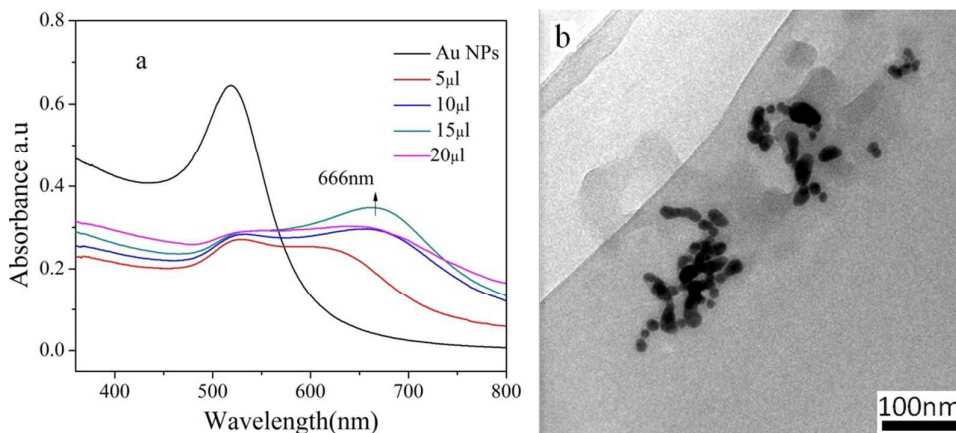 a
Au NPs
5µl
10µl
15µl
20µl
666nm
0.8
0.6
0.4
0.2
0.0
Absorbance a.u
400
500
600
700
800
Wavelength(nm)
b
100nm